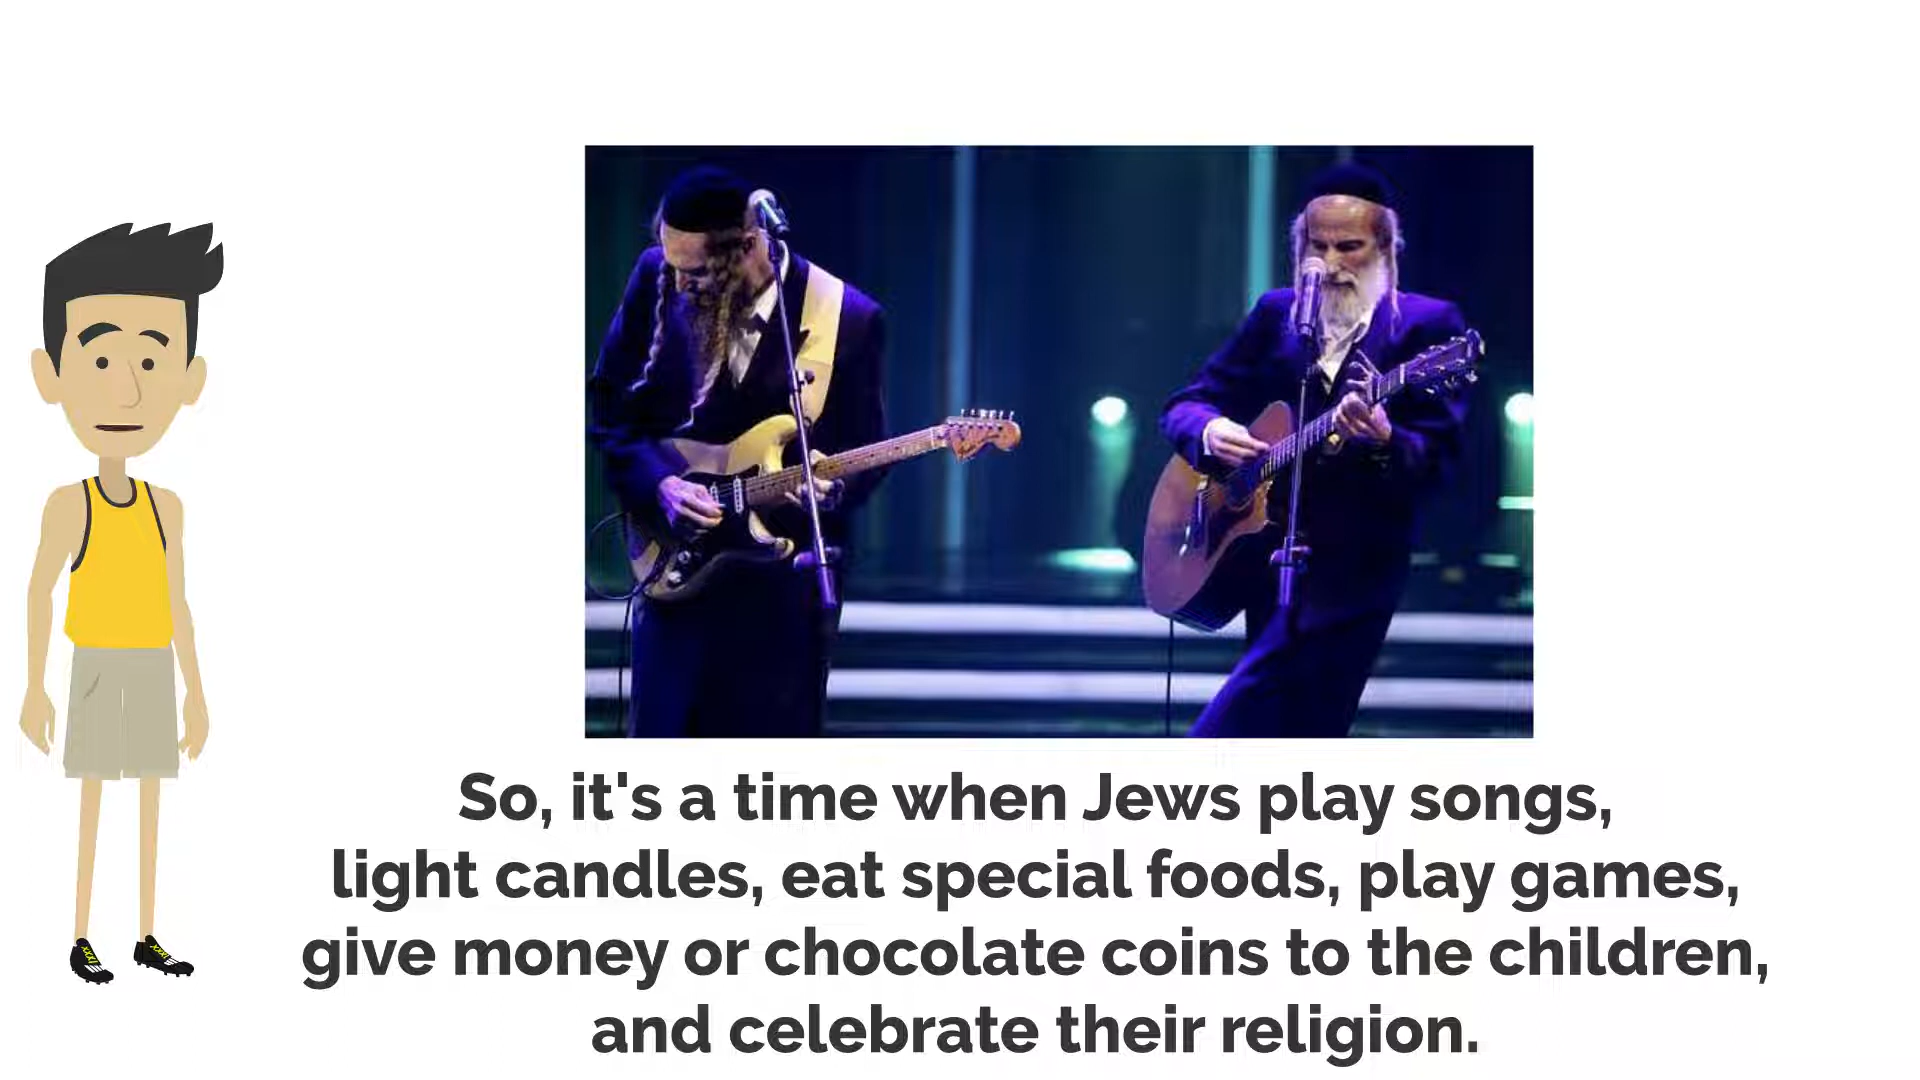 So, it's a time when Jews play songs,
light candles, eat special foods, play games,
give money or chocolate coins to the children,
and celebrate their religion.